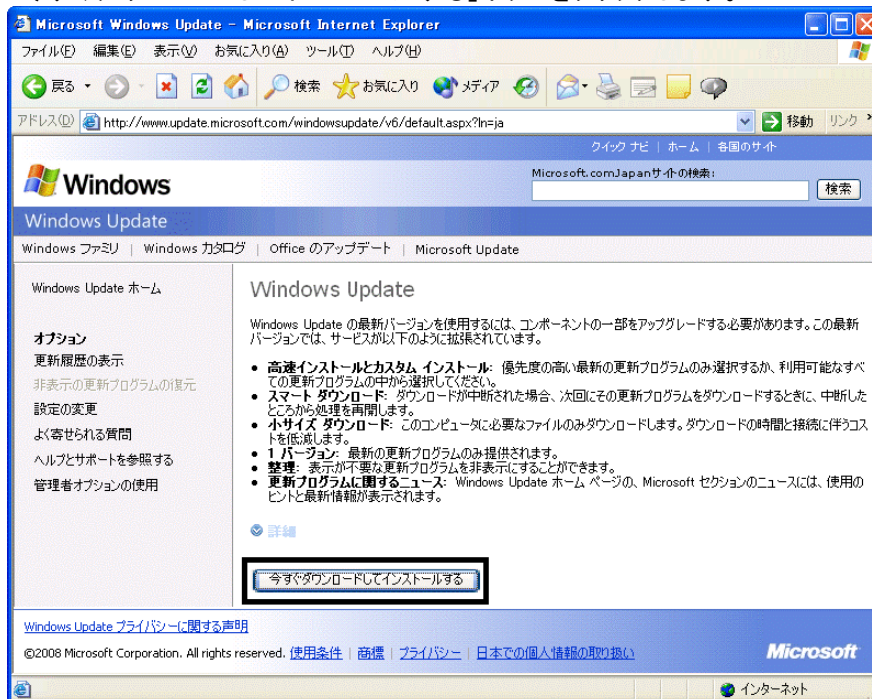 Microsoft Windows Update - Microsoft Internet Explorer
ファイル(F) 編集(E) 表示(V) お気に入り(A) ツール(T) ヘルプ(H)
戻る 検索 お気に入り メディア
アドレス(D) http://www.update.microsoft.com/windowsupdate/v6/default.aspx?ln=ja 移動 リンク
クイック ナビ | ホーム | 各国のサイト
Windows
Microsoft.comJapanサイトの検索:
検索
Windows Update
Windows ファミリ | Windows カタログ | Office のアップデート | Microsoft Update
Windows Update ホーム
オプション
更新履歴の表示
非表示の更新プログラムの復元
設定の変更
よく寄せられる質問
ヘルプとサポートを参照する
管理者オプションの使用
Windows Update
Windows Update の最新バージョンを使用するには、コンポーネントの一部をアップグレードする必要があります。この最新
バージョンでは、サービスが以下のように拡張されています。
• 高速インストールとカスタム インストール: 優先度の高い最新の更新プログラムのみ選択するか、利用可能なすべ
ての更新プログラムの中から選択してください。
• スマート ダウンロード: ダウンロードが中断された場合、次回にその更新プログラムをダウンロードするときに、中断した
ところから処理を再開します。
• 小サイズ ダウンロード: このコンピュータに必要なファイルのみダウンロードします。ダウンロードの時間と接続に伴うコス
トを低減します。
• 1 バージョン: 最新の更新プログラムのみ提供されます。
• 整理: 表示が不要な更新プログラムを非表示にすることができます。
• 更新プログラムに関するニュース: Windows Update ホーム ページの、Microsoft セクションのニュースには、使用の
ヒントと最新情報が表示されます。
詳細
今すぐダウンロードしてインストールする
Windows Update プライバシーに関する声明
©2008 Microsoft Corporation. All rights reserved. 使用条件 | 商標 | プライバシー | 日本での個人情報の取り扱い
Microsoft
インターネット